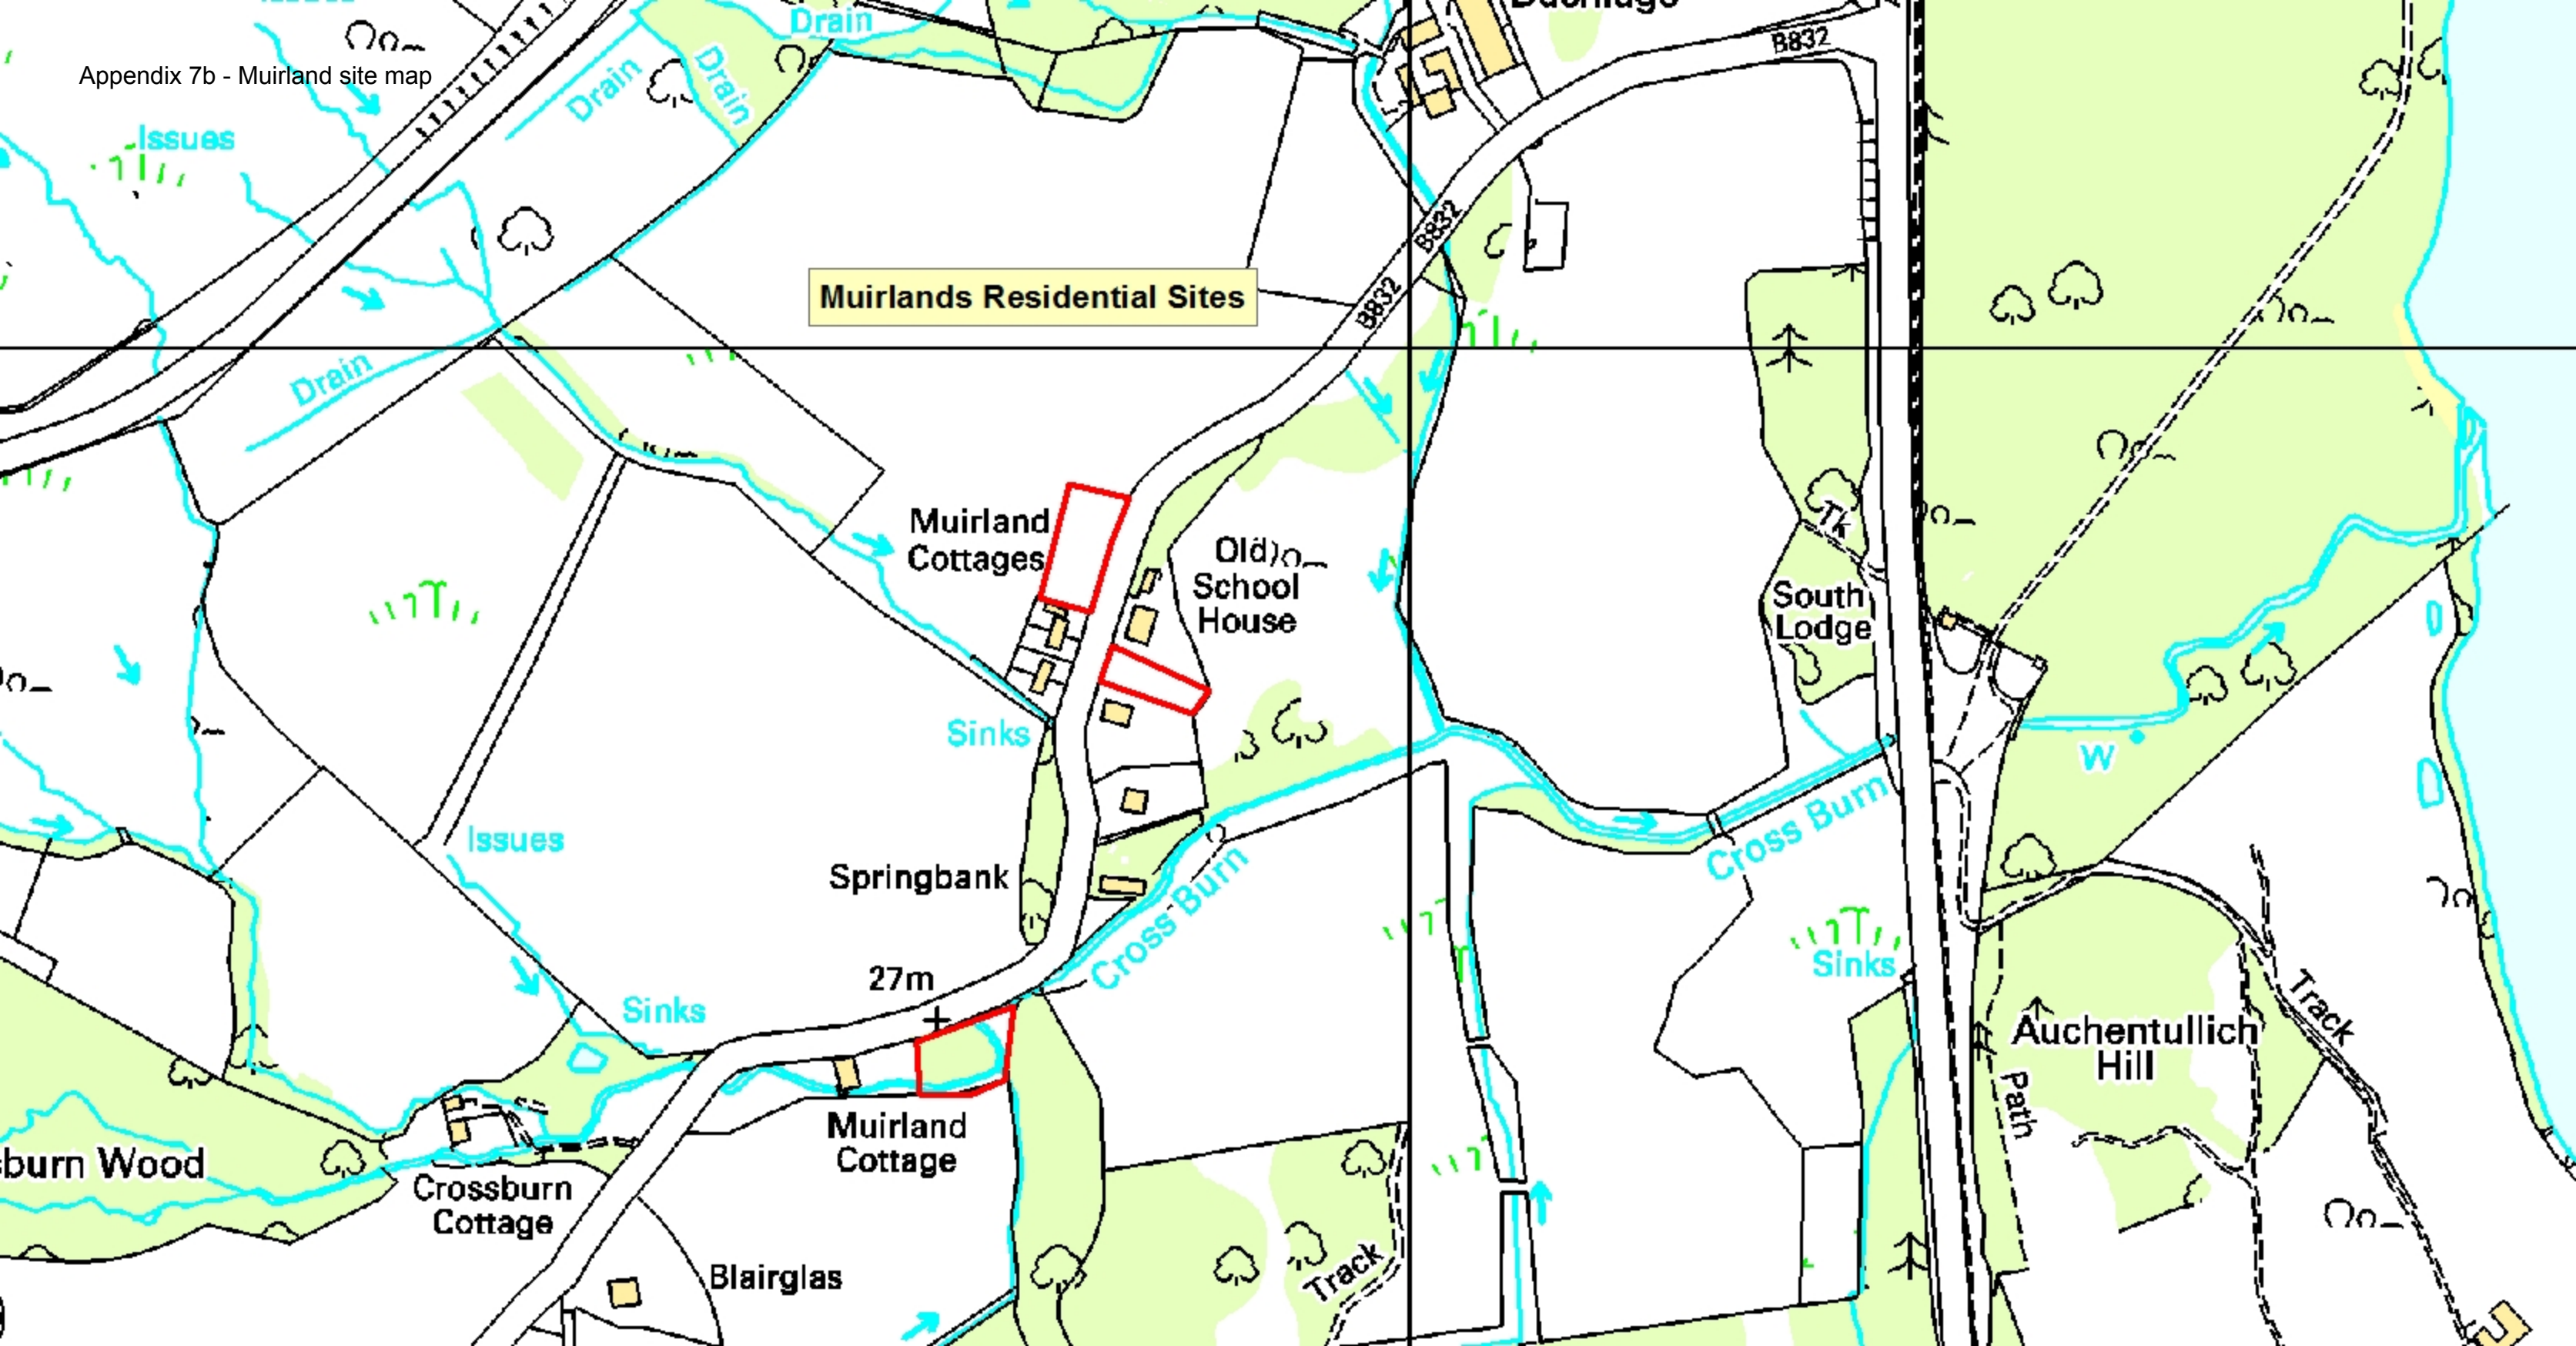 Drain
B832
Appendix 7b - Muirland site map
Drain
Drain
Issues
B832
Muirlands Residential Sites
B832
Drain
Muirland
Cottages
Old
School
House
Tk
South
Lodge
Sinks
W
Issues
Cross Burn
Springbank
Cross Burn
27m
Sinks
Sinks
Track
Auchentullich
Hill
Path
Muirland
Cottage
burn Wood
Crossburn
Cottage
Blairglas
Track